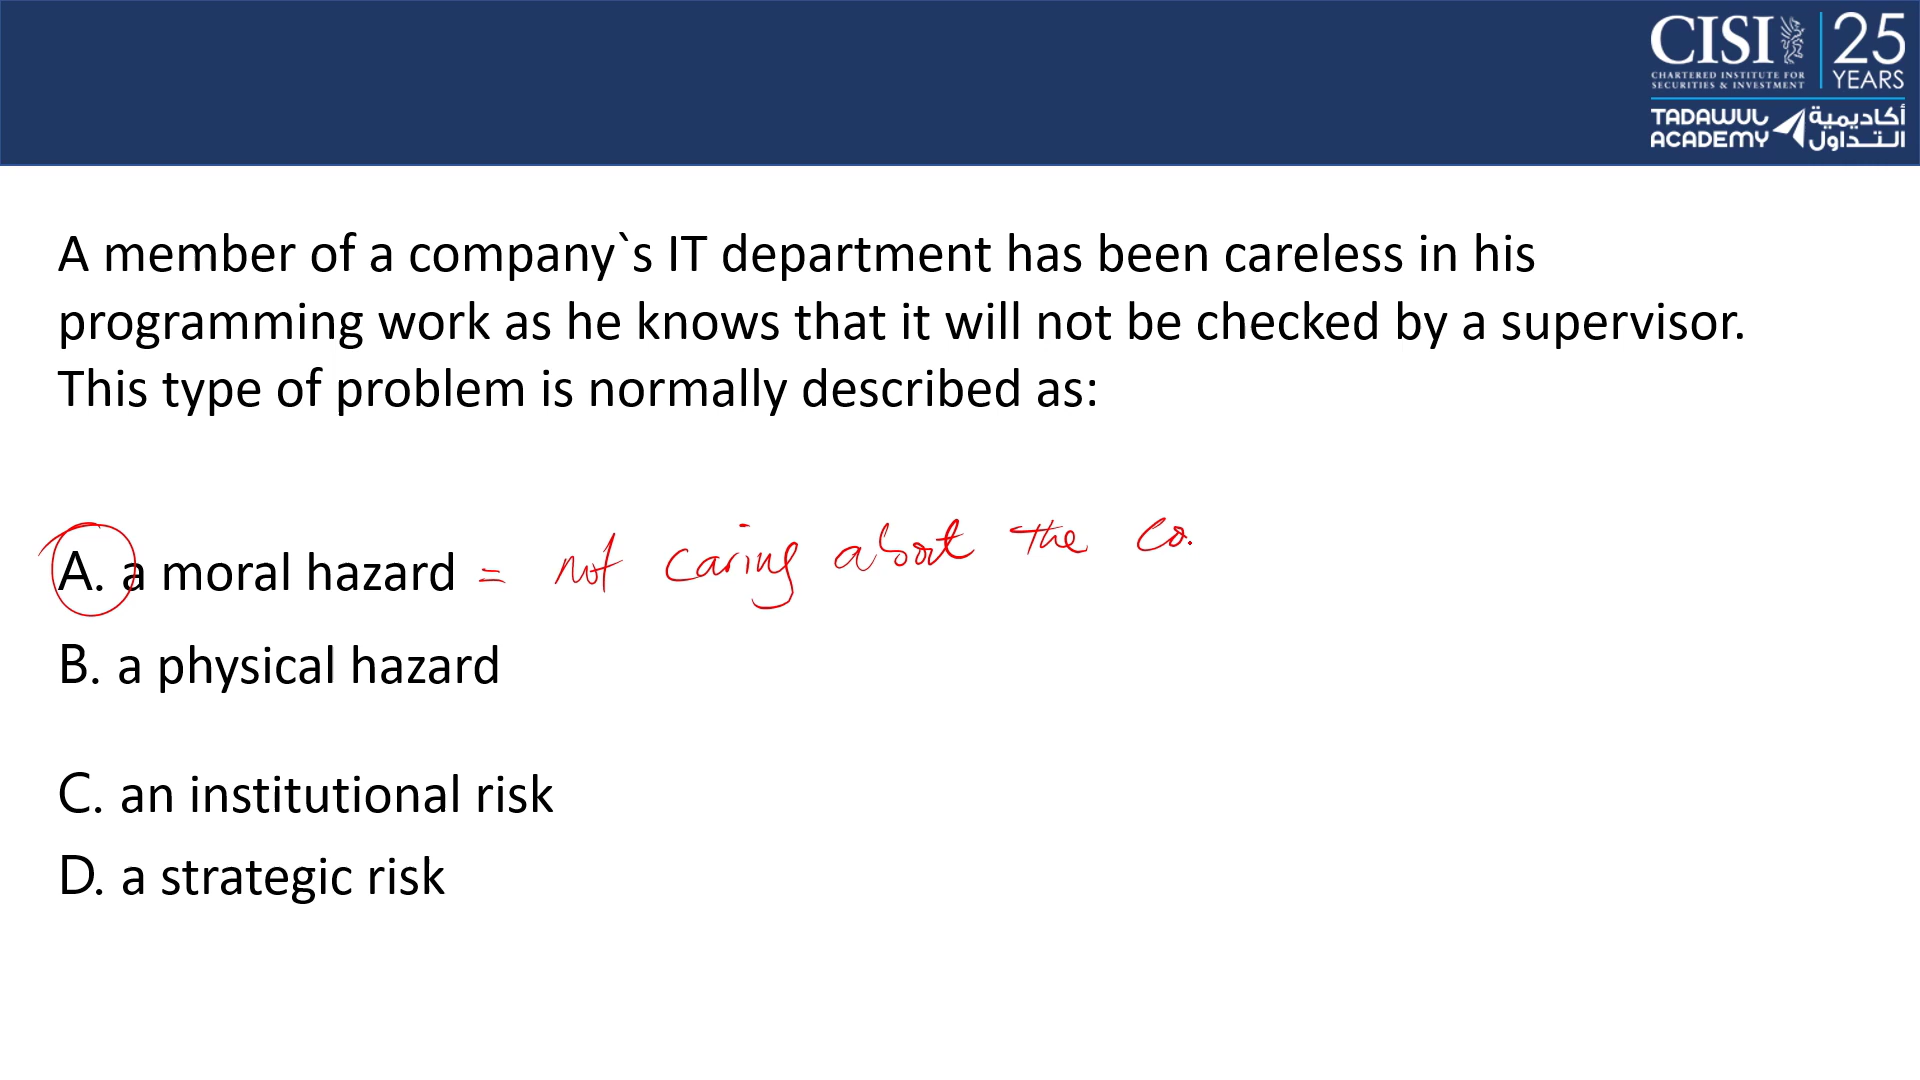 CISI 25
CHARTERED INSTITUTE FOR
SECURITIES & INVESTMENT YEARS
TADAWUL أكاديمية
ACADEMY التداول
A member of a company`s IT department has been careless in his
programming work as he knows that it will not be checked by a supervisor.
This type of problem is normally described as:
A. a moral hazard = not caring about the co.
B. a physical hazard
C. an institutional risk
D. a strategic risk